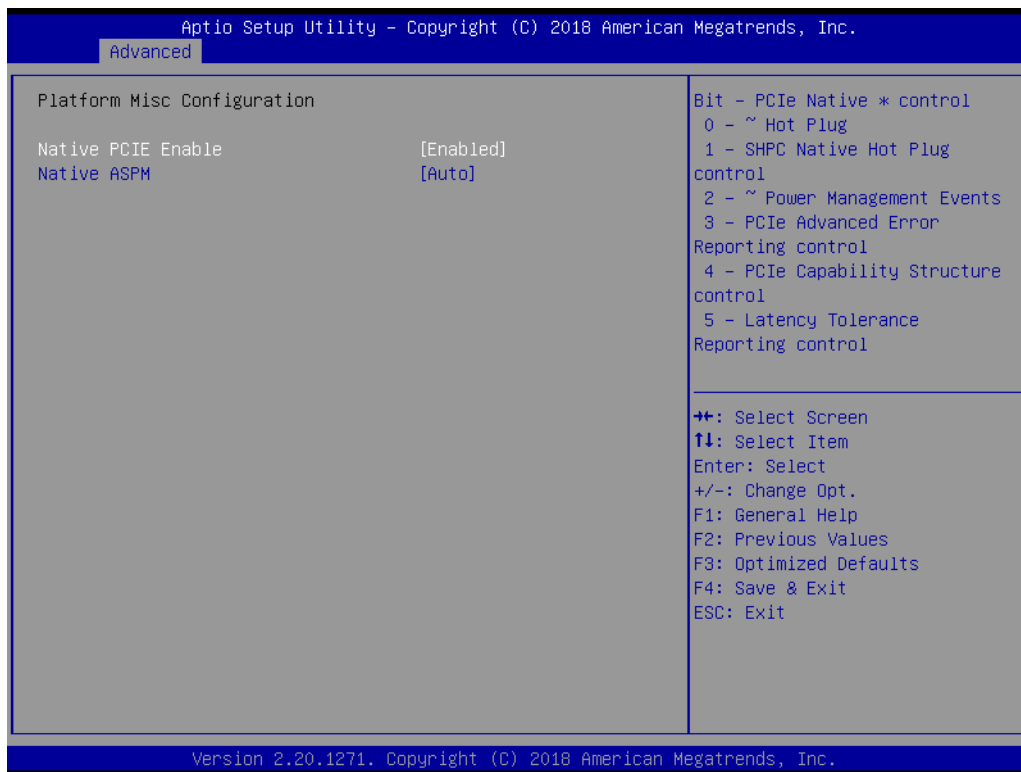 Aptio Setup Utility – Copyright (C) 2018 American Megatrends, Inc.
Advanced
Platform Misc Configuration
Native PCIE Enable [Enabled]
Native ASPM [Auto]
Bit – PCIe Native * control
0 – ~ Hot Plug
1 – SHPC Native Hot Plug
control
2 – ~ Power Management Events
3 – PCIe Advanced Error
Reporting control
4 – PCIe Capability Structure
control
5 – Latency Tolerance
Reporting control
→←: Select Screen
↑↓: Select Item
Enter: Select
+/-: Change Opt.
F1: General Help
F2: Previous Values
F3: Optimized Defaults
F4: Save & Exit
ESC: Exit
Version 2.20.1271. Copyright (C) 2018 American Megatrends, Inc.